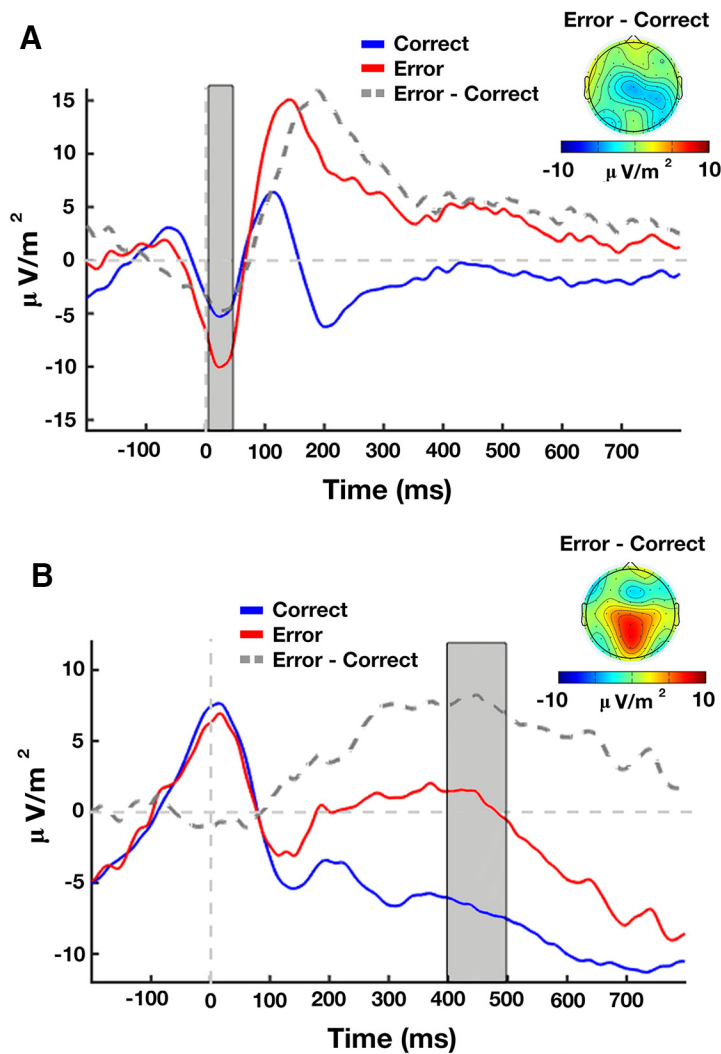 A
Error - Correct
Correct
Error
Error - Correct
-10 μ V/m 2 10
15
10
5
0
-5
-10
-15
μ V/m 2
-100 0 100 200 300 400 500 600 700
Time (ms)
B
Error - Correct
Correct
Error
Error - Correct
-10 μ V/m 2 10
10
5
0
-5
-10
μ V/m 2
-100 0 100 200 300 400 500 600 700
Time (ms)